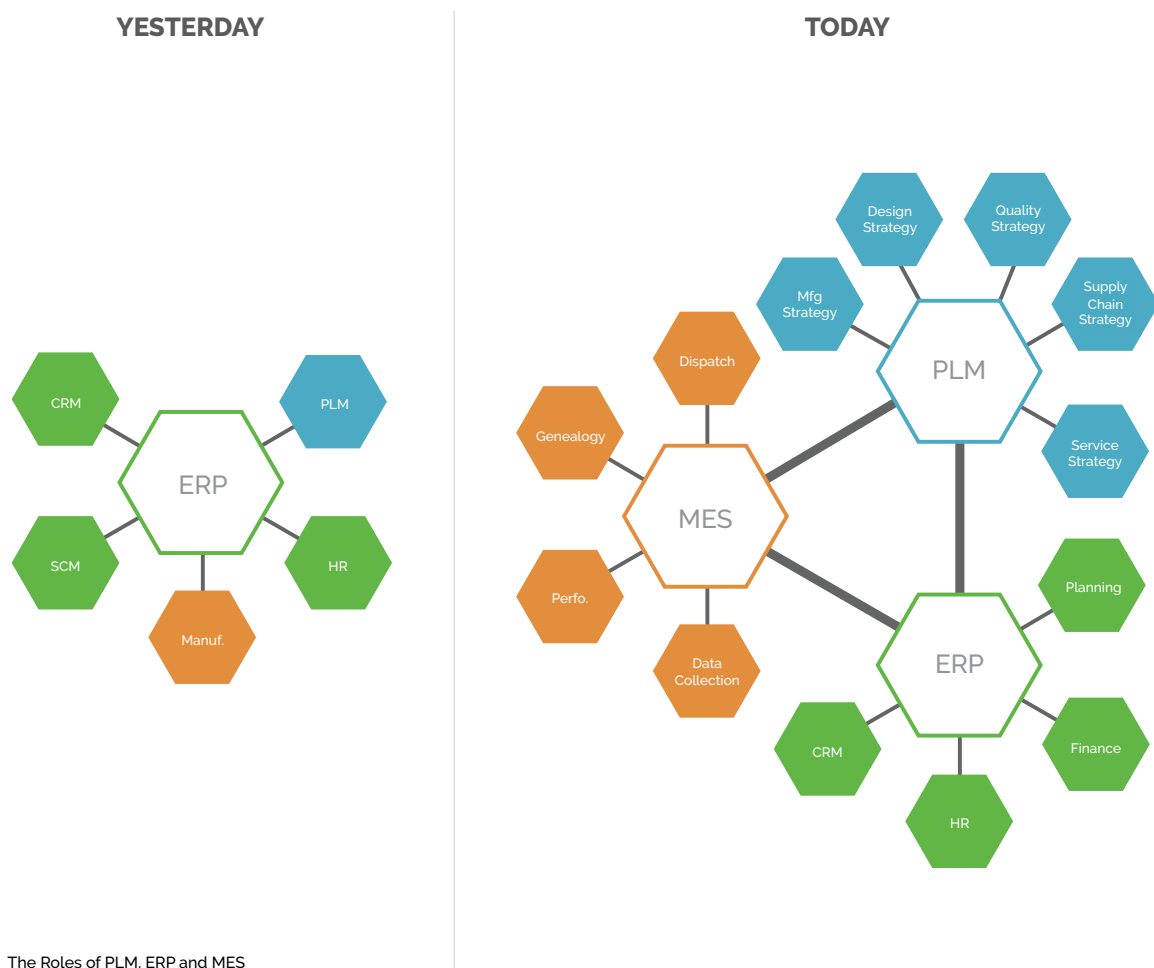 YESTERDAY
CRM
PLM
ERP
SCM
HR
Manuf.
TODAY
Design
Strategy
Quality
Strategy
Mfg
Strategy
Supply
Chain
Strategy
PLM
Service
Strategy
Dispatch
Genealogy
MES
Perfo.
Data
Collection
Planning
ERP
CRM
Finance
HR
The Roles of PLM, ERP and MES